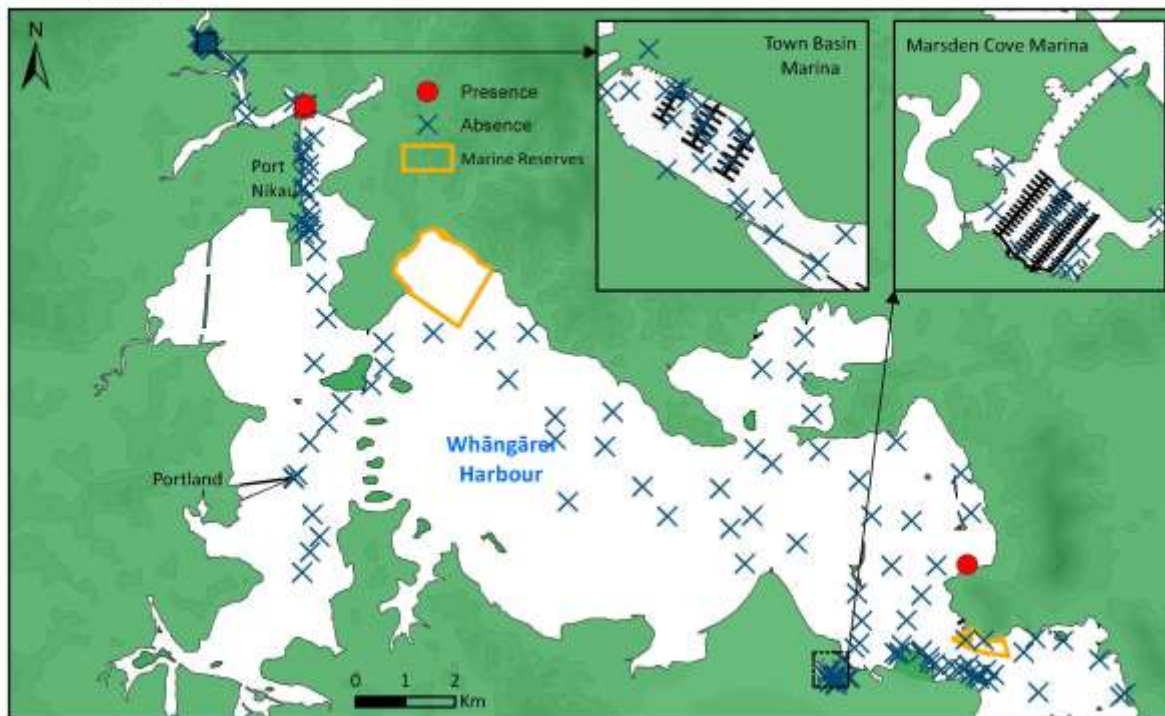 N
Town Basin
Marina
Marsden Cove Marina
Presence
Absence
Marine Reserves
Port
Nikau
Whāngārei
Harbour
Portland
0 1 2
Km